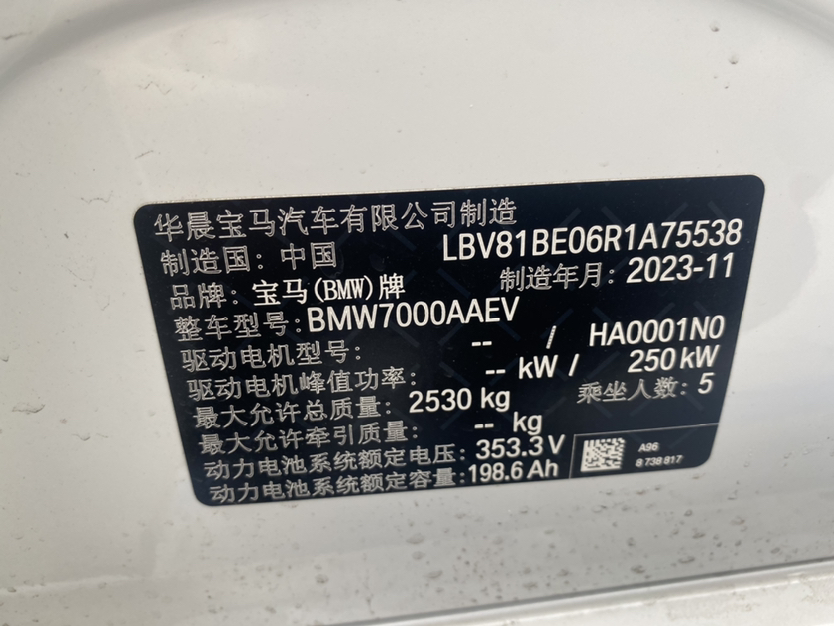 华晨宝马汽车有限公司制造
LBV81BE06R1A75538
制造国: 中国
制造年月: 2023-11
品牌: 宝马(BMW)牌
整车型号: BMW7000AAEV
驱动电机型号: -- / HA0001N0
驱动电机峰值功率: -- kW / 250 kW
最大允许总质量: 2530 kg 乘坐人数: 5
最大允许牵引质量: -- kg
动力电池系统额定电压: 353.3 V
动力电池系统额定容量: 198.6 Ah
A96
8 738 817